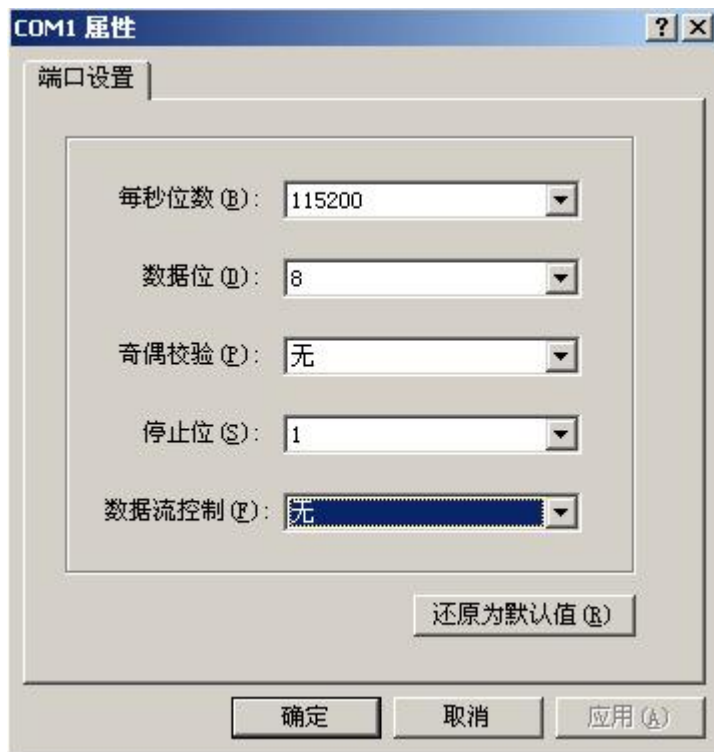 COM1 属性
端口设置
每秒位数(B): 115200
数据位(D): 8
奇偶校验(P): 无
停止位(S): 1
数据流控制(F): 无
还原为默认值(R)
确定 取消 应用(A)